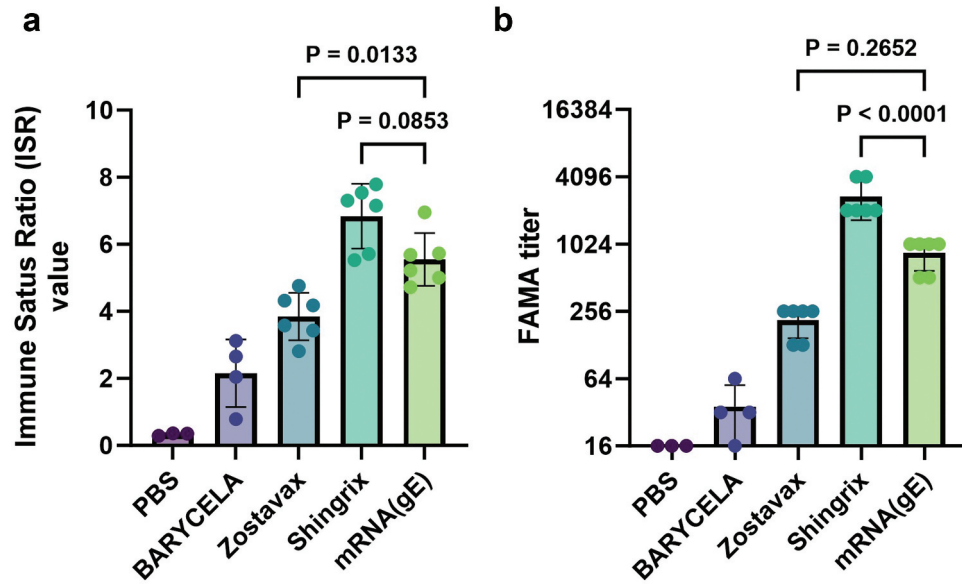 a
P = 0.0133
P = 0.0853
Immune Satus Ratio (ISR)
value
10
8
6
4
2
0
PBS
BARYCELA
Zostavax
Shingrix
mRNA(gE)
b
P = 0.2652
P < 0.0001
FAMA titer
16384
4096
1024
256
64
16
PBS
BARYCELA
Zostavax
Shingrix
mRNA(gE)